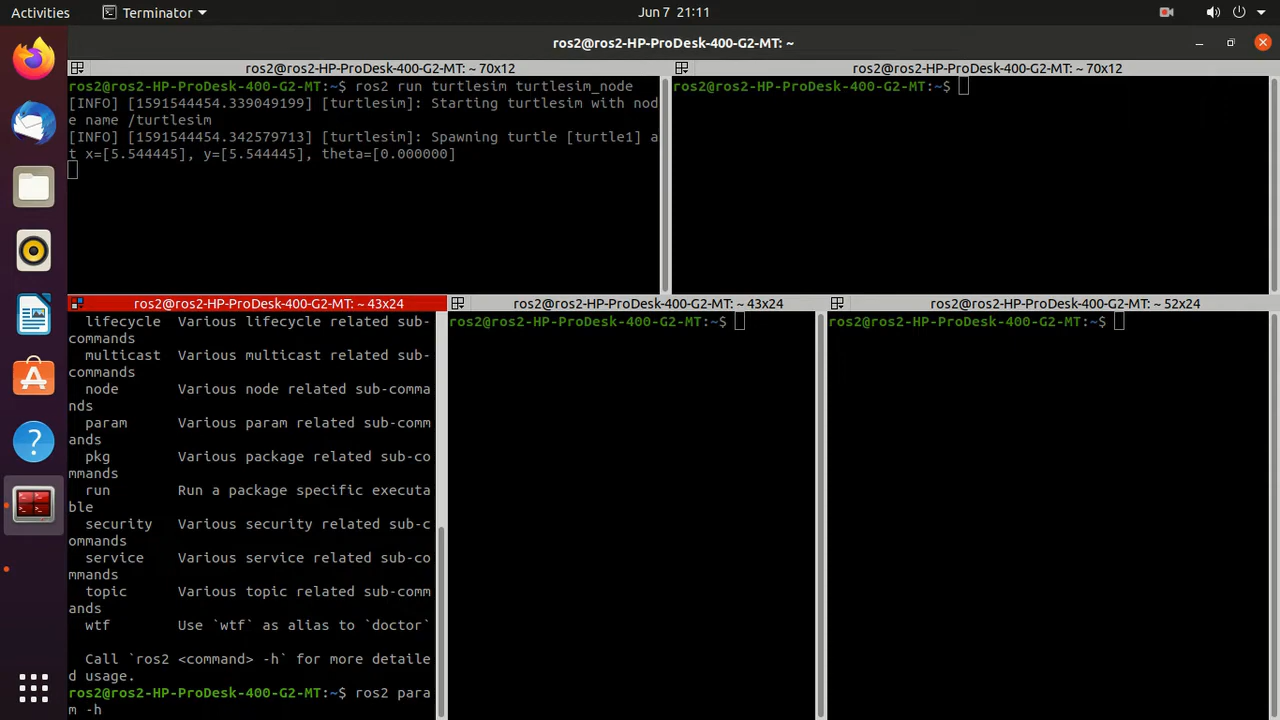 Activities
Terminator
Jun 7 21:11
ros2@ros2-HP-ProDesk-400-G2-MT: ~
ros2@ros2-HP-ProDesk-400-G2-MT: ~ 70x12
ros2@ros2-HP-ProDesk-400-G2-MT:~$ ros2 run turtlesim turtlesim_node
[INFO] [1591544454.339049199] [turtlesim]: Starting turtlesim with nod
e name /turtlesim
[INFO] [1591544454.342579713] [turtlesim]: Spawning turtle [turtle1] a
t x=[5.544445], y=[5.544445], theta=[0.000000]
ros2@ros2-HP-ProDesk-400-G2-MT: ~ 70x12
ros2@ros2-HP-ProDesk-400-G2-MT:~$
ros2@ros2-HP-ProDesk-400-G2-MT: ~ 43x24
lifecycle Various lifecycle related sub-
commands
multicast Various multicast related sub-
commands
node Various node related sub-comma
nds
param Various param related sub-comm
ands
pkg Various package related sub-co
mmands
run Run a package specific executa
ble
security Various security related sub-c
ommands
service Various service related sub-co
mmands
topic Various topic related sub-comm
ands
wtf Use `wtf` as alias to `doctor`
Call `ros2 <command> -h` for more detaile
d usage.
ros2@ros2-HP-ProDesk-400-G2-MT:~$ ros2 para
m -h
ros2@ros2-HP-ProDesk-400-G2-MT: ~ 43x24
ros2@ros2-HP-ProDesk-400-G2-MT:~$
ros2@ros2-HP-ProDesk-400-G2-MT: ~ 52x24
ros2@ros2-HP-ProDesk-400-G2-MT:~$